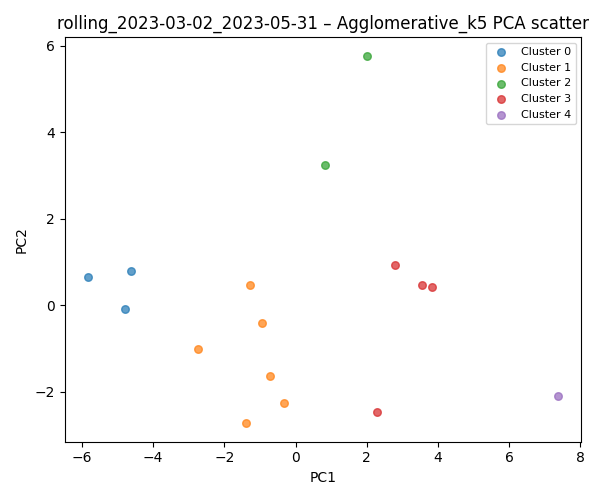 rolling_2023-03-02_2023-05-31 – Agglomerative_k5 PCA scatter
Cluster 0
Cluster 1
Cluster 2
Cluster 3
Cluster 4
PC2
6
4
2
0
−2
−6 −4 −2 0 2 4 6 8
PC1